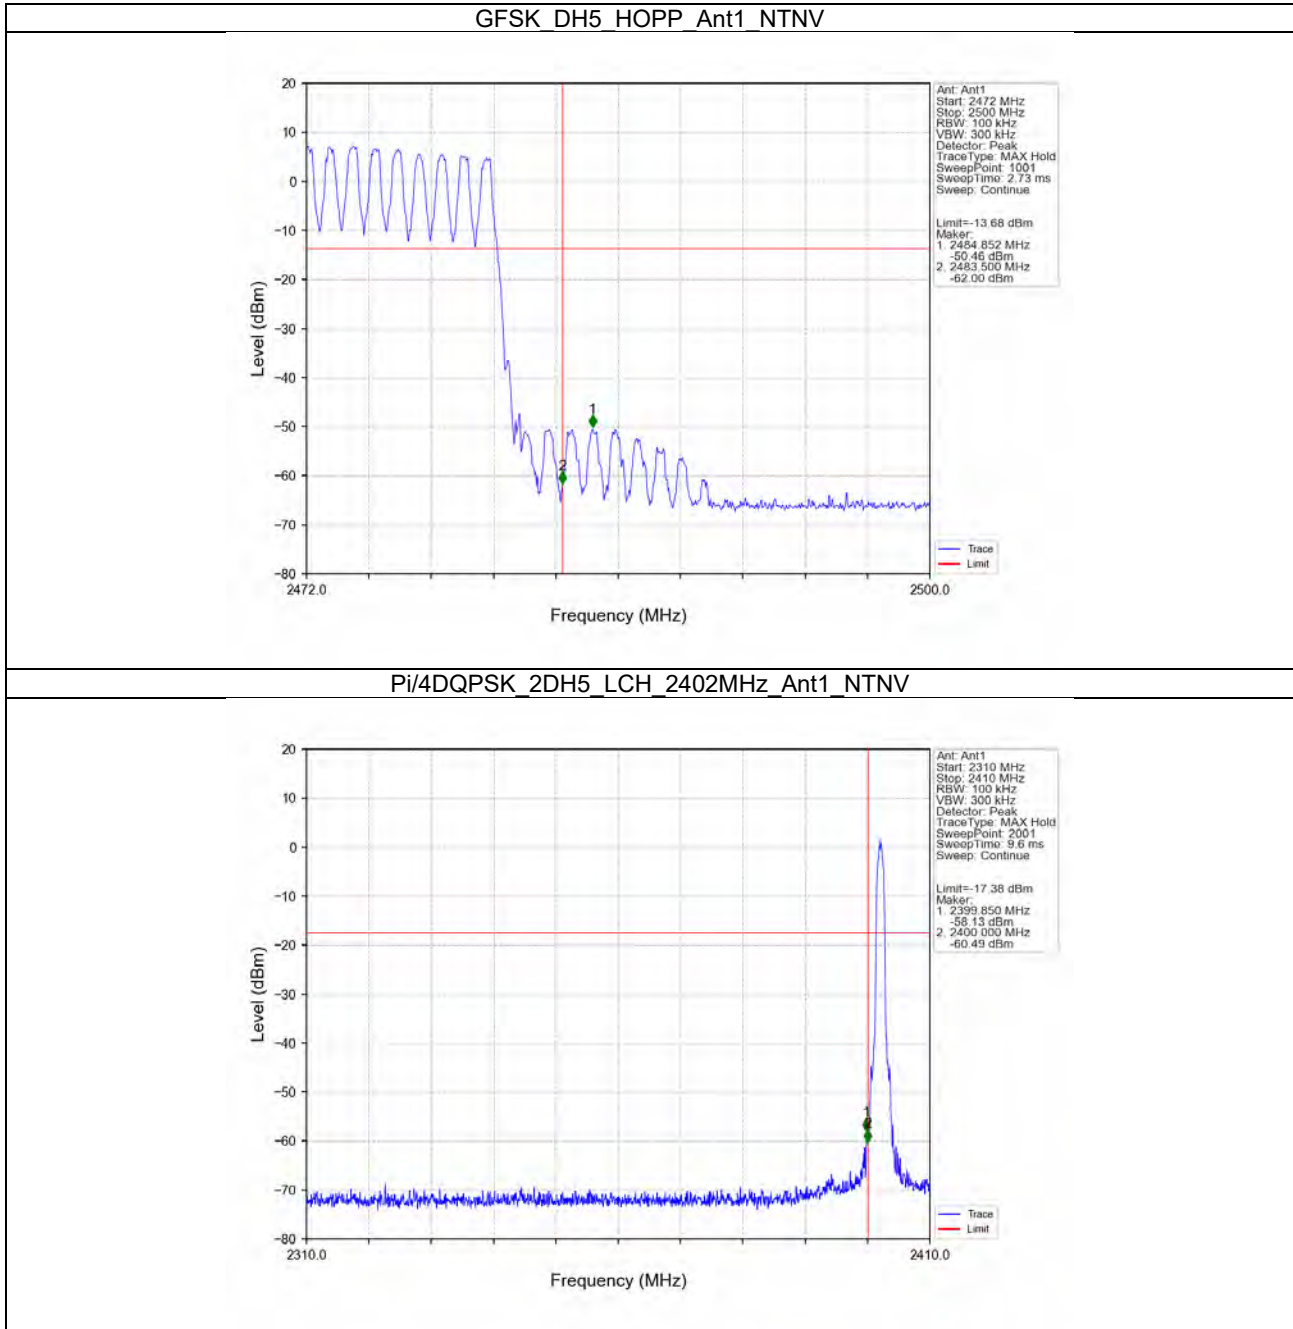 GFSK_DH5_HOPP_Ant1_NTNV
20
10
0
−10
−20
−30
−40
−50
−60
−70
−80
Level (dBm)
1
2
2472.0
2500.0
Frequency (MHz)
Ant: Ant1
Start: 2472 MHz
Stop: 2500 MHz
RBW: 100 kHz
VBW: 300 kHz
Detector: Peak
TraceType: MAX Hold
SweepPoint: 1001
SweepTime: 2.73 ms
Sweep: Continue
Limit=-13.68 dBm
Maker:
1. 2484.852 MHz
-50.46 dBm
2. 2483.500 MHz
-62.00 dBm
Trace
Limit
Pi/4DQPSK_2DH5_LCH_2402MHz_Ant1_NTNV
20
10
0
−10
−20
−30
−40
−50
−60
−70
−80
Level (dBm)
1
2
2310.0
2410.0
Frequency (MHz)
Ant: Ant1
Start: 2310 MHz
Stop: 2410 MHz
RBW: 100 kHz
VBW: 300 kHz
Detector: Peak
TraceType: MAX Hold
SweepPoint: 2001
SweepTime: 9.6 ms
Sweep: Continue
Limit=-17.38 dBm
Maker:
1. 2399.850 MHz
-58.13 dBm
2. 2400.000 MHz
-60.49 dBm
Trace
Limit